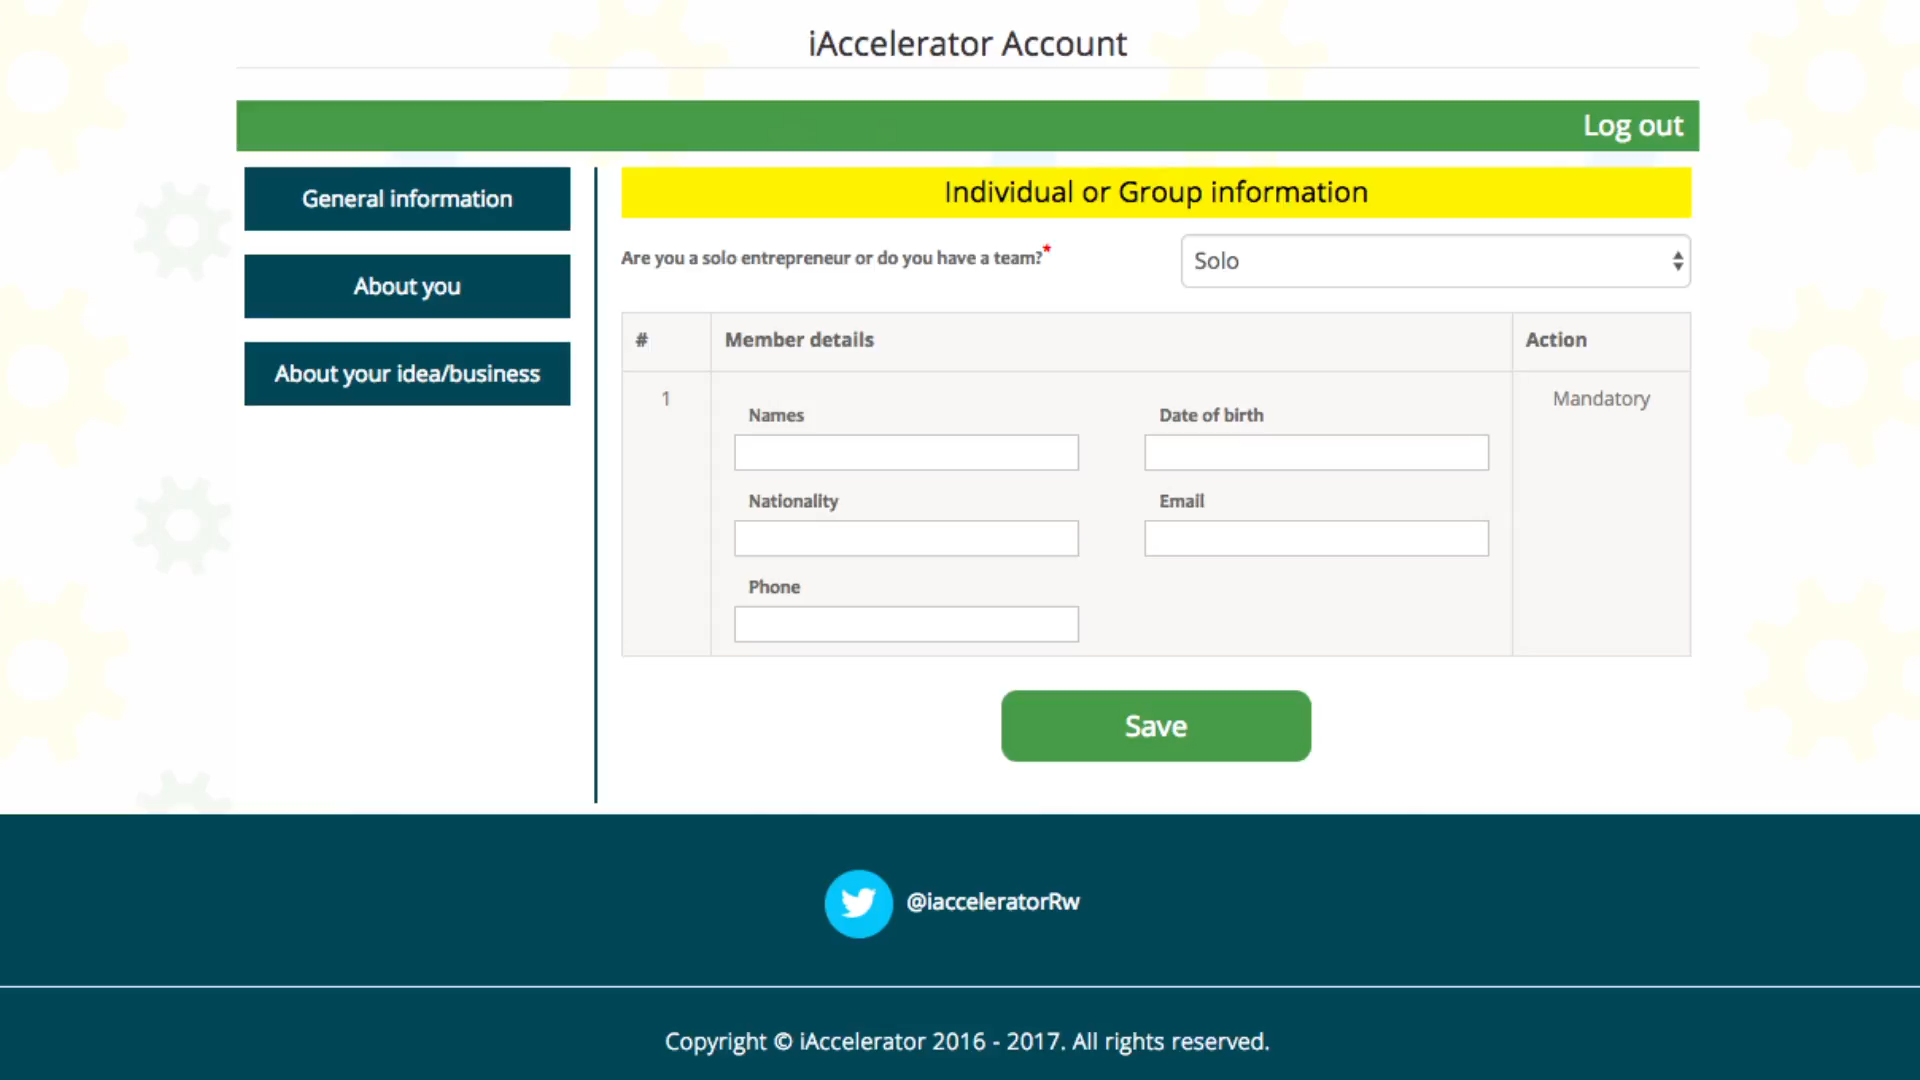 iAccelerator Account
Log out
General information
About you
About your idea/business
Individual or Group information
Are you a solo entrepreneur or do you have a team?*
Solo
# Member details Action
1 Mandatory
Names Date of birth
Nationality Email
Phone
Save
@iacceleratorRw
Copyright © iAccelerator 2016 - 2017. All rights reserved.